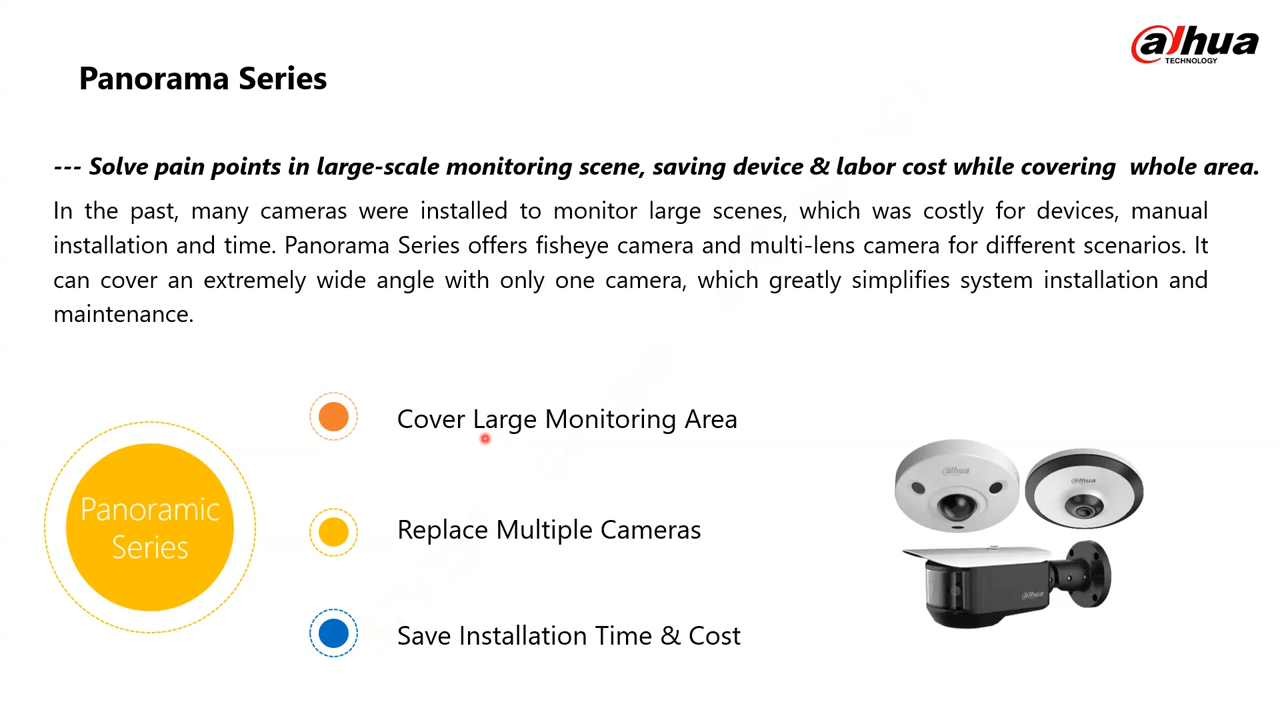 alhua
TECHNOLOGY
Panorama Series
--- Solve pain points in large-scale monitoring scene, saving device & labor cost while covering whole area.
In the past, many cameras were installed to monitor large scenes, which was costly for devices, manual
installation and time. Panorama Series offers fisheye camera and multi-lens camera for different scenarios. It
can cover an extremely wide angle with only one camera, which greatly simplifies system installation and
maintenance.
Panoramic
Series
Cover Large Monitoring Area
Replace Multiple Cameras
Save Installation Time & Cost
alhua
alhua
alhua